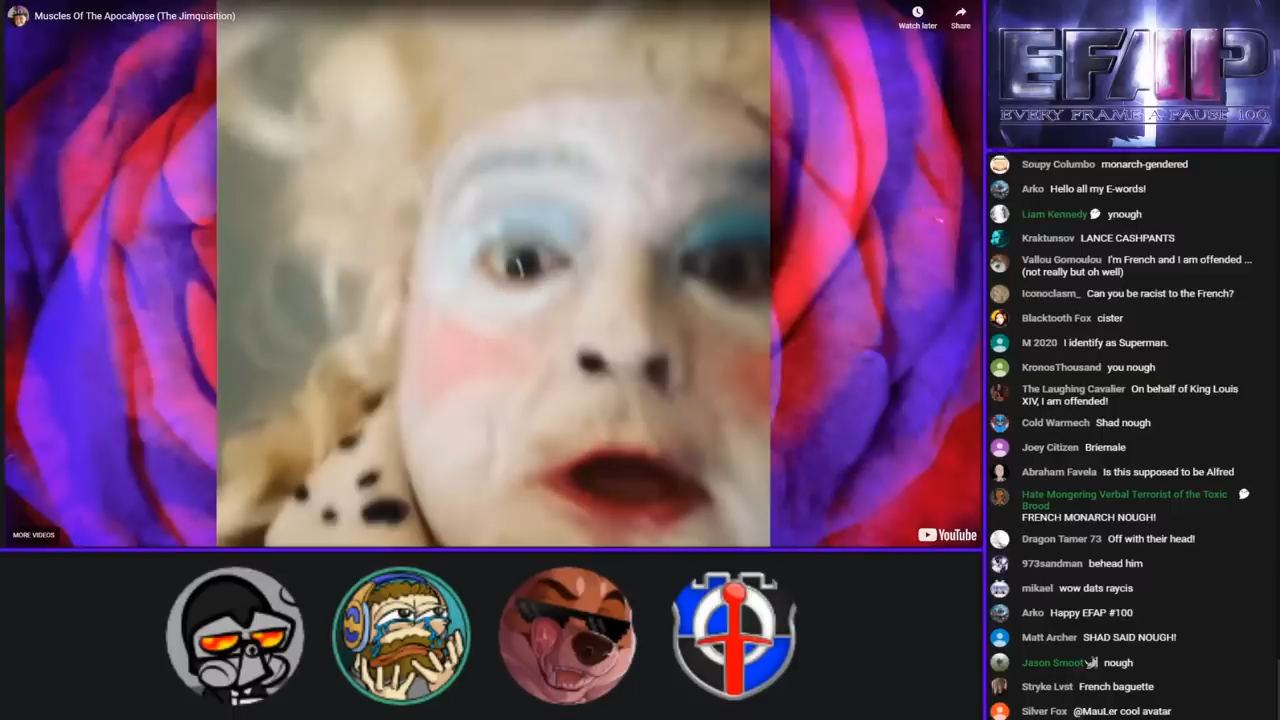 Muscles Of The Apocalypse (The Jimquisition)
Watch later
Share
MORE VIDEOS
YouTube
EFAP
EVERY FRAME A PAUSE 100
Soupy Columbo monarch-gendered
Arko Hello all my E-words!
Liam Kennedy ynough
Kraktunsov LANCE CASHPANTS
Vallou Gomoulou I'm French and I am offended ...
(not really but oh well)
Iconoclasm_ Can you be racist to the French?
Blacktooth Fox cister
M 2020 I identify as Superman.
KronosThousand you nough
The Laughing Cavalier On behalf of King Louis
XIV, I am offended!
Cold Warmech Shad nough
Joey Citizen Briemale
Abraham Favela Is this supposed to be Alfred
Hate Mongering Verbal Terrorist of the Toxic
Brood
FRENCH MONARCH NOUGH!
Dragon Tamer 73 Off with their head!
973sandman behead him
mikael wow dats raycis
Arko Happy EFAP #100
Matt Archer SHAD SAID NOUGH!
Jason Smoot nough
Stryke Lvst French baguette
Silver Fox @MauLer cool avatar